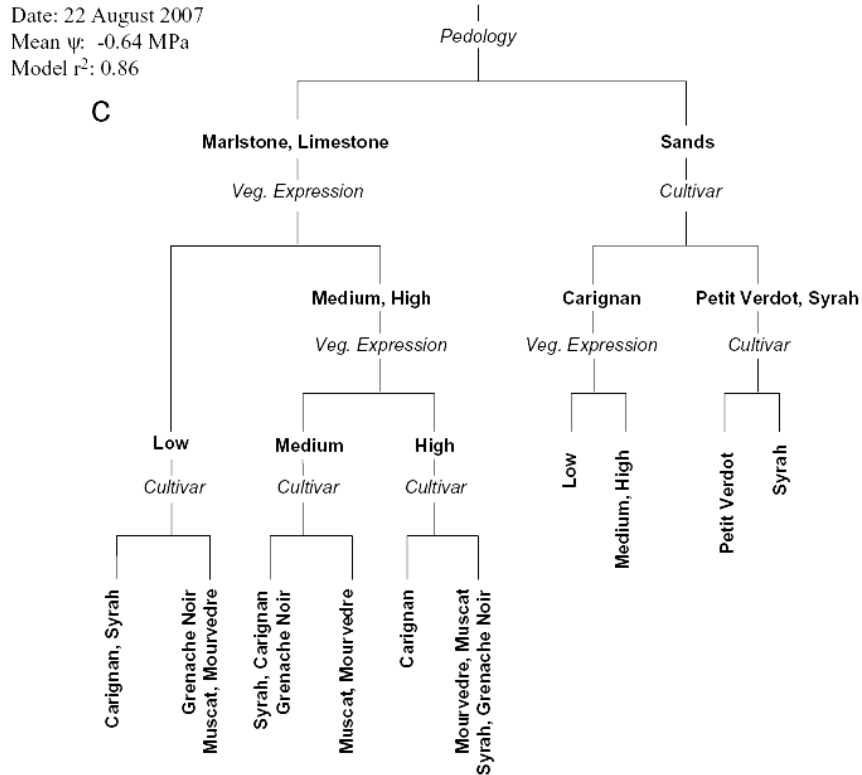 Date: 22 August 2007
Mean ψ: -0.64 MPa
Model r²: 0.86
C
Pedology
Marlstone, Limestone
Sands
Veg. Expression
Cultivar
Medium, High
Carignan
Petit Verdot, Syrah
Veg. Expression
Veg. Expression
Cultivar
Low
Medium
High
Low
Medium, High
Petit Verdot
Syrah
Cultivar
Cultivar
Cultivar
Carignan, Syrah
Grenache Noir
Muscat, Mourvedre
Syrah, Carignan
Grenache Noir
Muscat, Mourvedre
Carignan
Mourvedre, Muscat
Syrah, Grenache Noir